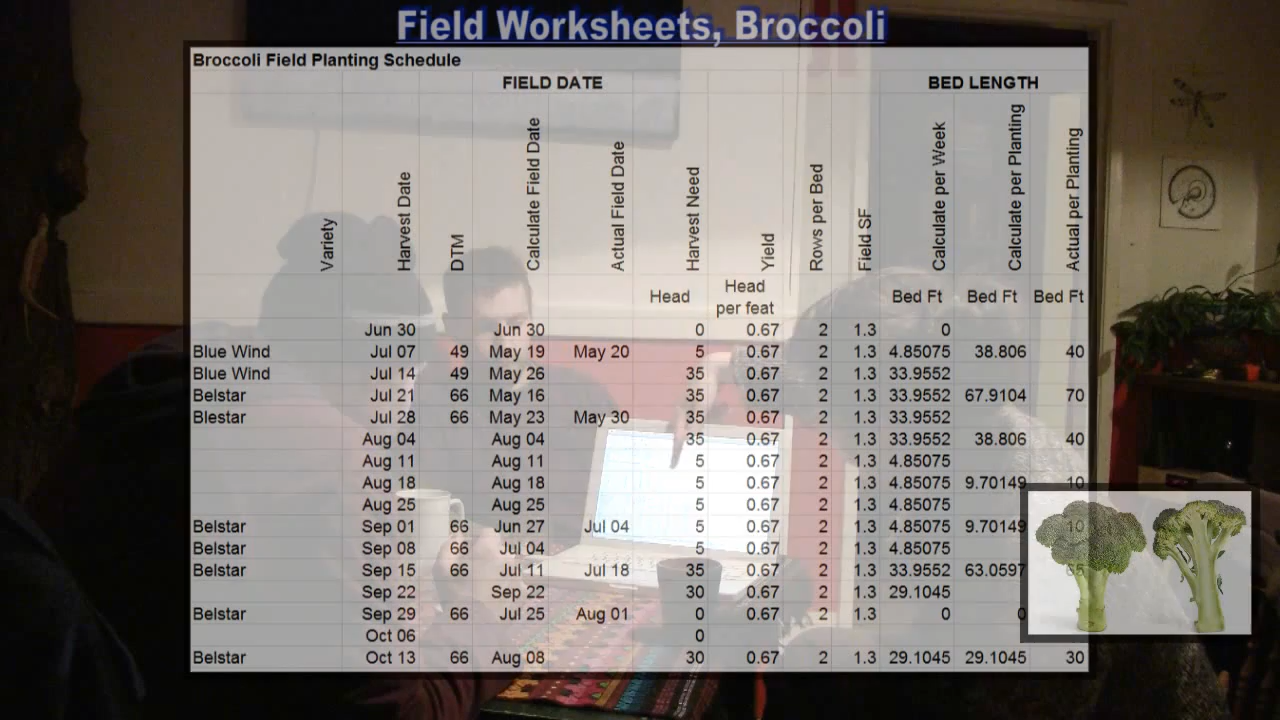 Field Worksheets, Broccoli
Broccoli Field Planting Schedule
FIELD DATE BED LENGTH
Variety Harvest Date DTM Calculate Field Date Actual Field Date Harvest Need Yield Rows per Bed Field SF Calculate per Week Calculate per Planting Actual per Planting
Head Head per feat Bed Ft Bed Ft Bed Ft
Jun 30 Jun 30 0 0.67 2 1.3 0
Blue Wind Jul 07 49 May 19 May 20 5 0.67 2 1.3 4.85075 38.806 40
Blue Wind Jul 14 49 May 26 35 0.67 2 1.3 33.9552
Belstar Jul 21 66 May 16 35 0.67 2 1.3 33.9552 67.9104 70
Blestar Jul 28 66 May 23 May 30 35 0.67 2 1.3 33.9552
Aug 04 Aug 04 35 0.67 2 1.3 33.9552 38.806 40
Aug 11 Aug 11 5 0.67 2 1.3 4.85075
Aug 18 Aug 18 5 0.67 2 1.3 4.85075 9.70149 10
Aug 25 Aug 25 5 0.67 2 1.3 4.85075
Belstar Sep 01 66 Jun 27 Jul 04 5 0.67 2 1.3 4.85075 9.70149 10
Belstar Sep 08 66 Jul 04 5 0.67 2 1.3 4.85075
Belstar Sep 15 66 Jul 11 Jul 18 35 0.67 2 1.3 33.9552 63.0597 65
Sep 22 Sep 22 30 0.67 2 1.3 29.1045
Belstar Sep 29 66 Jul 25 Aug 01 0 0.67 2 1.3 0 0
Oct 06 0
Belstar Oct 13 66 Aug 08 30 0.67 2 1.3 29.1045 29.1045 30